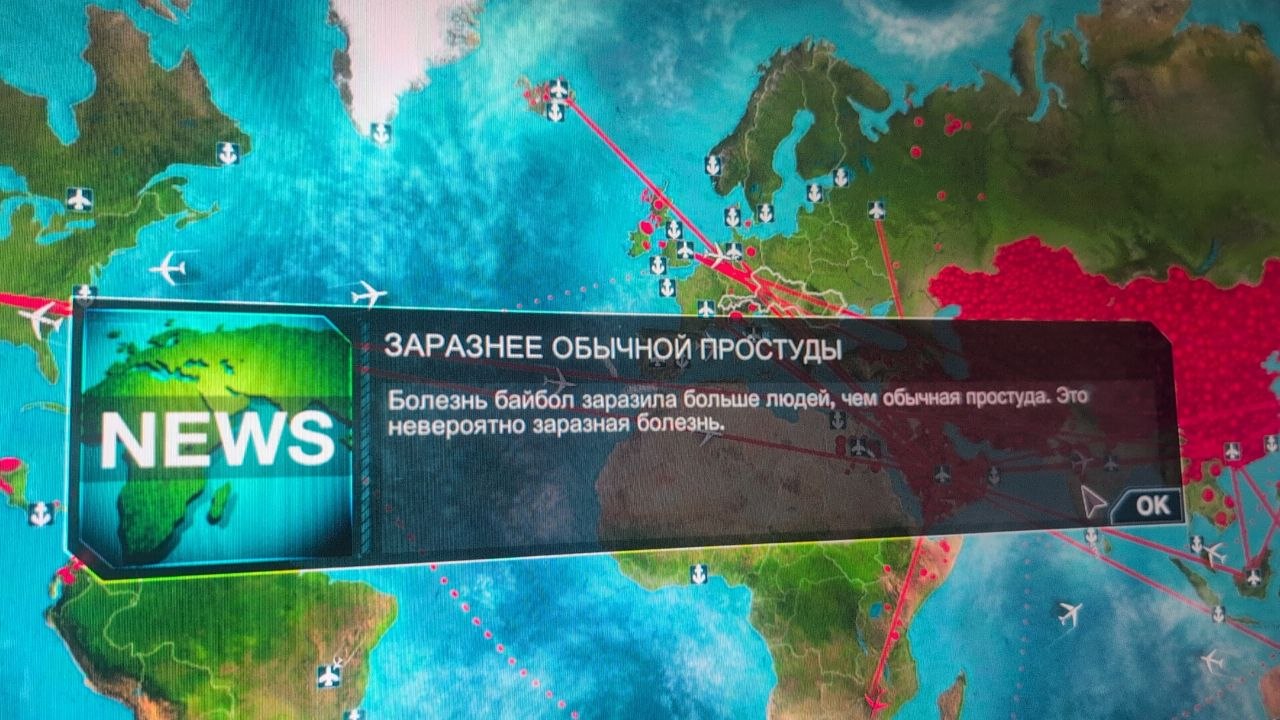 NEWS
ЗАРАЗНЕЕ ОБЫЧНОЙ ПРОСТУДЫ
Болезнь байбол заразила больше людей, чем обычная простуда. Это
невероятно заразная болезнь.
OK